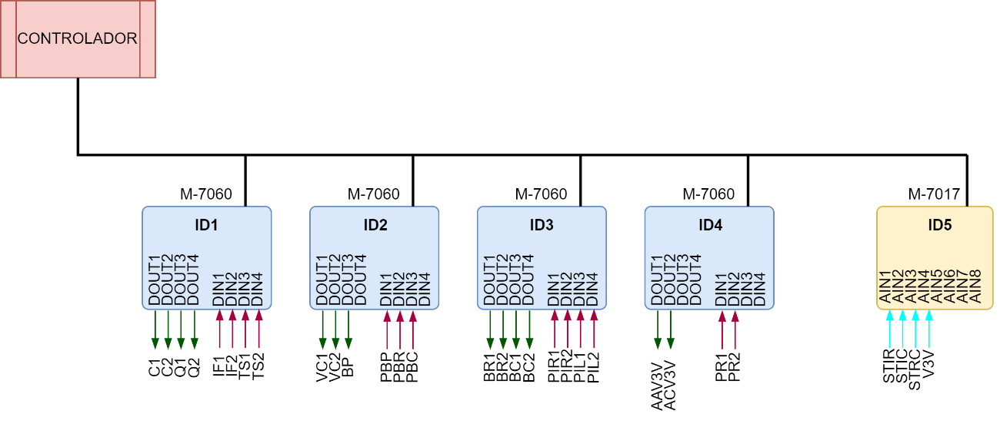 CONTROLADOR
M-7060
M-7060
M-7060
M-7060
M-7017
ID1
ID2
ID3
ID4
ID5
DOUT1
DOUT2
DOUT3
DOUT4
DIN1
DIN2
DIN3
DIN4
DOUT1
DOUT2
DOUT3
DOUT4
DIN1
DIN2
DIN3
DIN4
DOUT1
DOUT2
DOUT3
DOUT4
DIN1
DIN2
DIN3
DIN4
DOUT1
DOUT2
DOUT3
DOUT4
DIN1
DIN2
DIN3
DIN4
AIN1
AIN2
AIN3
AIN4
AIN5
AIN6
AIN7
AIN8
C1
C2
Q1
Q2
IF1
IF2
TS1
TS2
VC1
VC2
BP
PBP
PBR
PBC
BR1
BR2
BC1
BC2
PIR1
PIR2
PIL1
PIL2
AAV3V
ACV3V
PR1
PR2
STIR
STIC
STRC
V3V